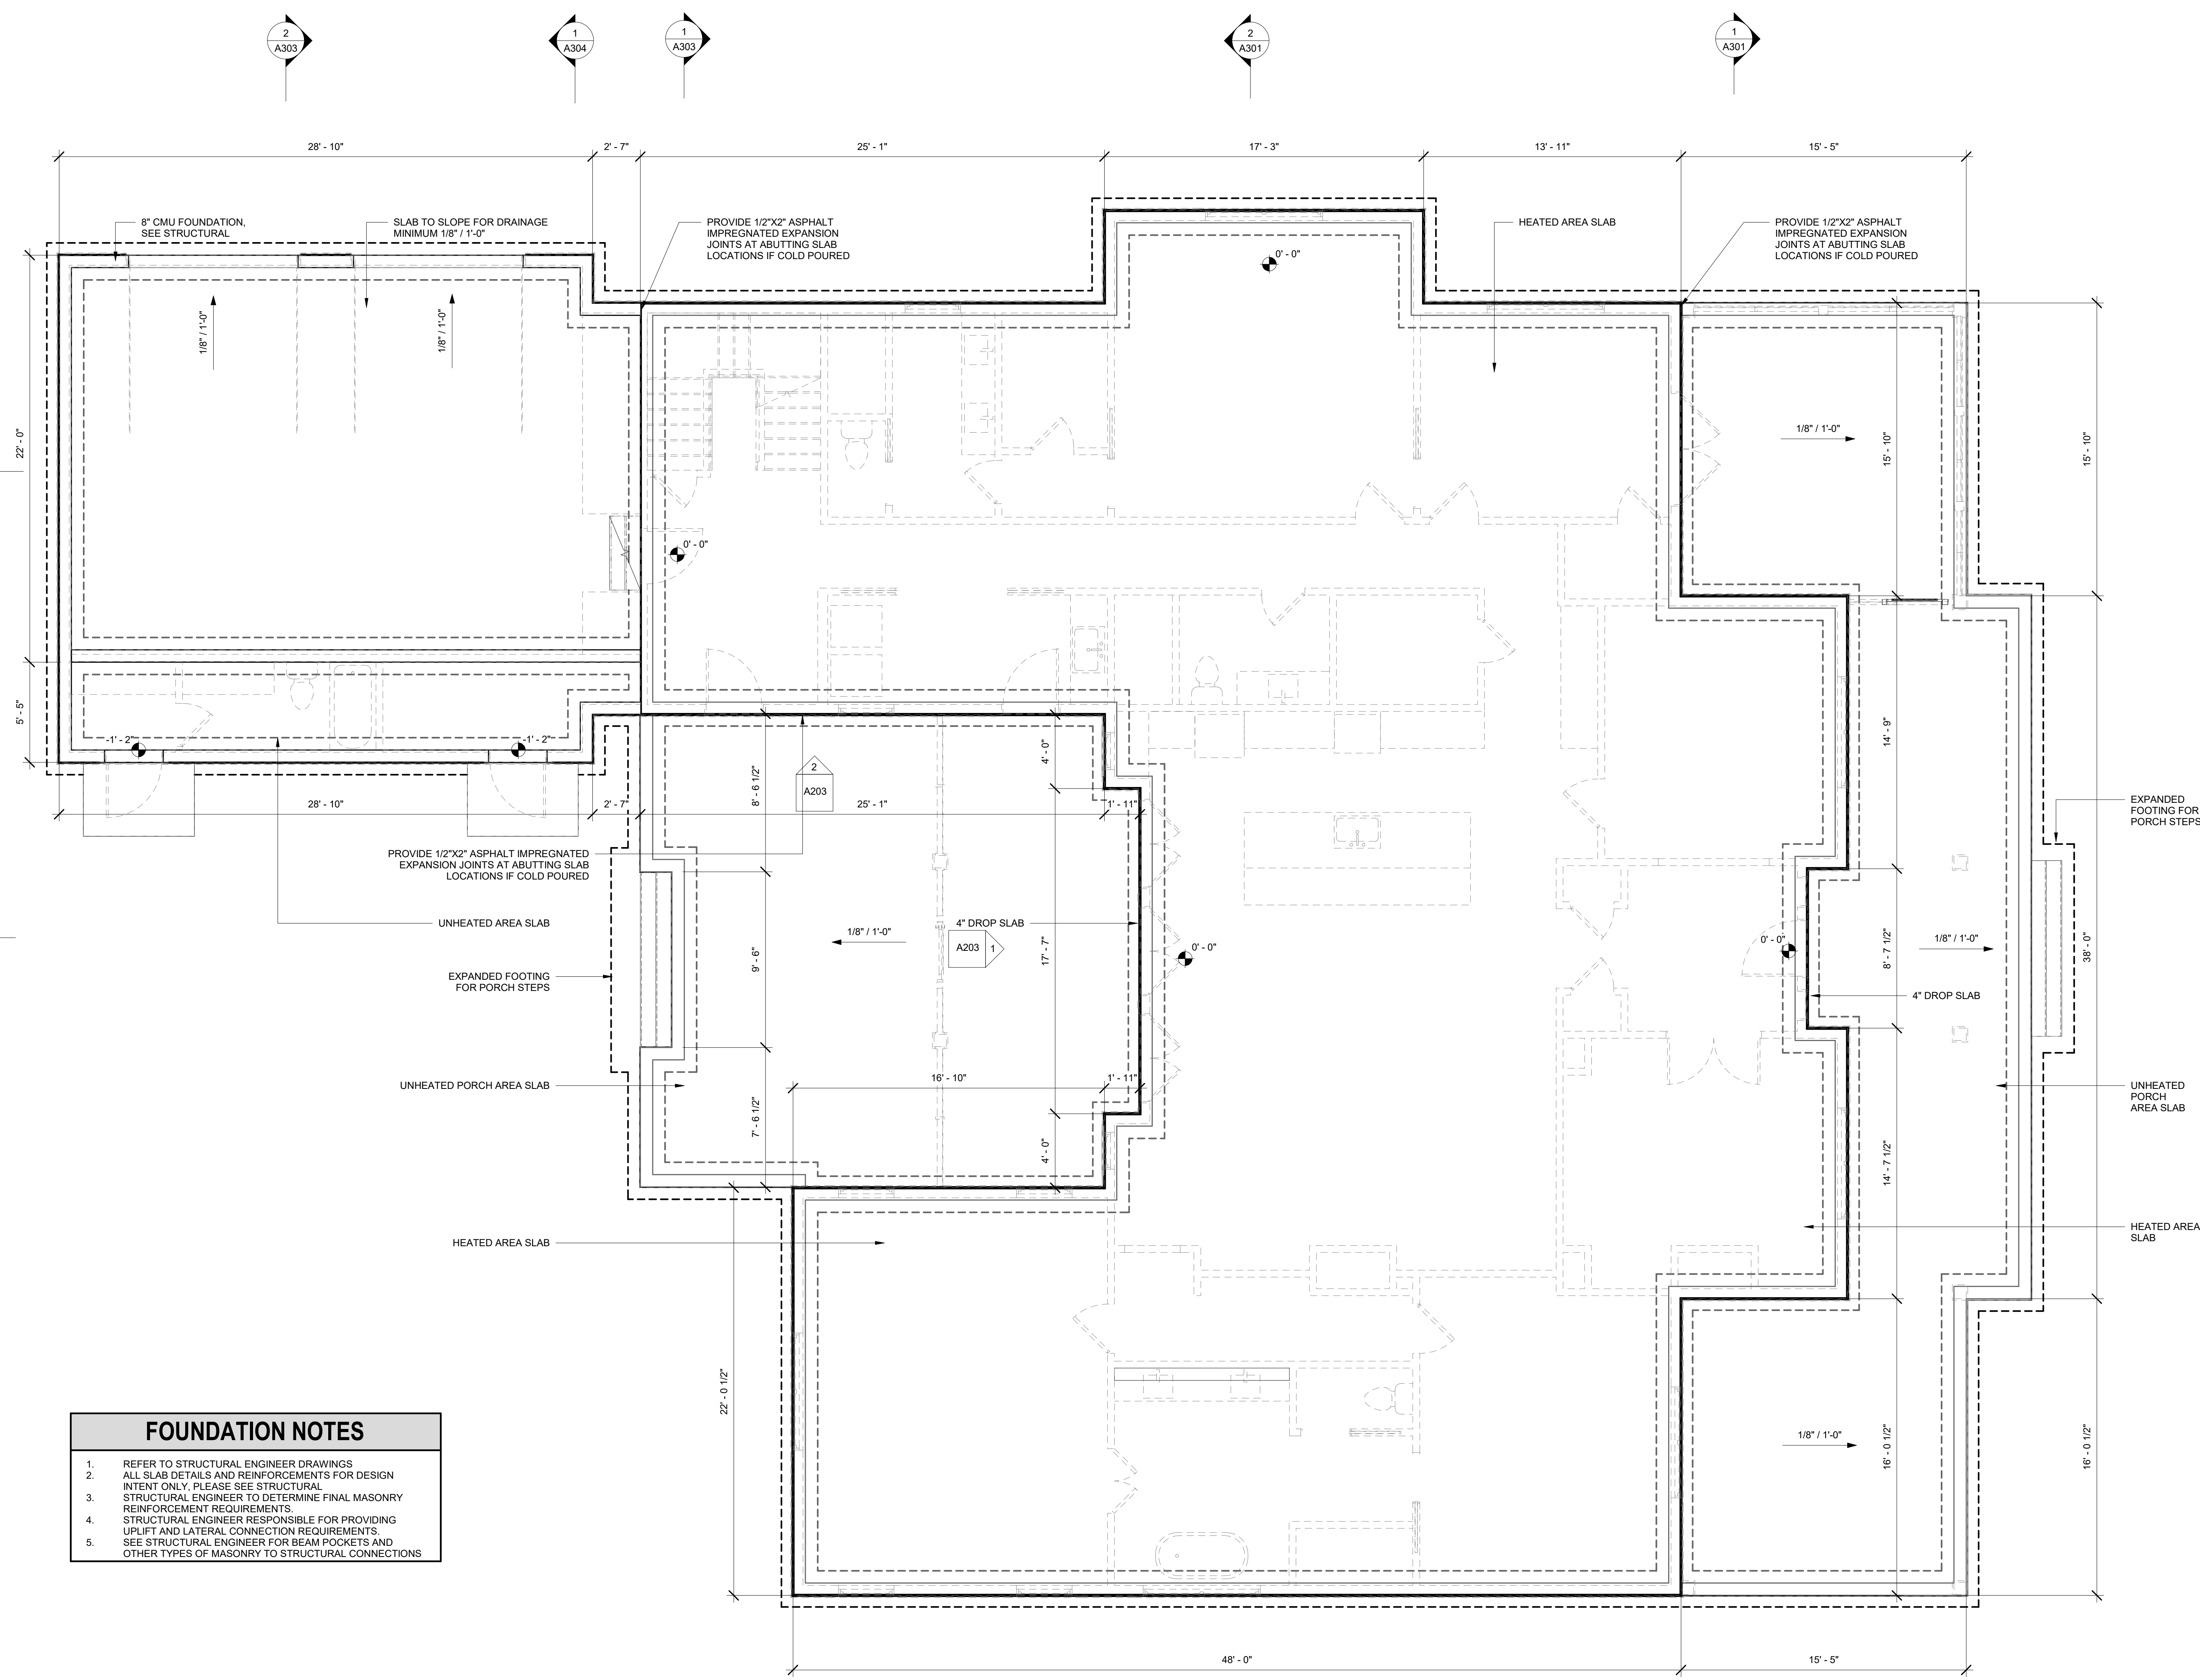 2
A303
1
A304
1
A303
2
A301
1
A301
28' - 10"
2' - 7"
25' - 1"
17' - 3"
13' - 11"
15' - 5"
8" CMU FOUNDATION,
SEE STRUCTURAL
SLAB TO SLOPE FOR DRAINAGE
MINIMUM 1/8" / 1'-0"
PROVIDE 1/2"X2" ASPHALT
IMPREGNATED EXPANSION
JOINTS AT ABUTTING SLAB
LOCATIONS IF COLD POURED
HEATED AREA SLAB
PROVIDE 1/2"X2" ASPHALT
IMPREGNATED EXPANSION
JOINTS AT ABUTTING SLAB
LOCATIONS IF COLD POURED
0' - 0"
1/8" / 1'-0"
1/8" / 1'-0"
22' - 0"
1/8" / 1'-0"
15' - 10"
15' - 10"
0' - 0"
5' - 5"
-1' - 2"
-1' - 2"
28' - 10"
2' - 7"
25' - 1"
1' - 11"
8' - 6 1/2"
2
A203
4' - 0"
14' - 9"
EXPANDED
FOOTING FOR
PORCH STEPS
PROVIDE 1/2"X2" ASPHALT IMPREGNATED
EXPANSION JOINTS AT ABUTTING SLAB
LOCATIONS IF COLD POURED
UNHEATED AREA SLAB
4" DROP SLAB
1/8" / 1'-0"
A203
1
0' - 0"
0' - 0"
1/8" / 1'-0"
9' - 6"
17' - 7"
8' - 7 1/2"
38' - 0"
EXPANDED FOOTING
FOR PORCH STEPS
4" DROP SLAB
16' - 10"
1' - 11"
UNHEATED PORCH AREA SLAB
UNHEATED
PORCH
AREA SLAB
7' - 6 1/2"
4' - 0"
14' - 7 1/2"
HEATED AREA SLAB
HEATED AREA
SLAB
22' - 0 1/2"
1/8" / 1'-0"
16' - 0 1/2"
16' - 0 1/2"
FOUNDATION NOTES
1. REFER TO STRUCTURAL ENGINEER DRAWINGS
2. ALL SLAB DETAILS AND REINFORCEMENTS FOR DESIGN
INTENT ONLY, PLEASE SEE STRUCTURAL
3. STRUCTURAL ENGINEER TO DETERMINE FINAL MASONRY
REINFORCEMENT REQUIREMENTS.
4. STRUCTURAL ENGINEER RESPONSIBLE FOR PROVIDING
UPLIFT AND LATERAL CONNECTION REQUIREMENTS.
5. SEE STRUCTURAL ENGINEER FOR BEAM POCKETS AND
OTHER TYPES OF MASONRY TO STRUCTURAL CONNECTIONS
48' - 0"
15' - 5"